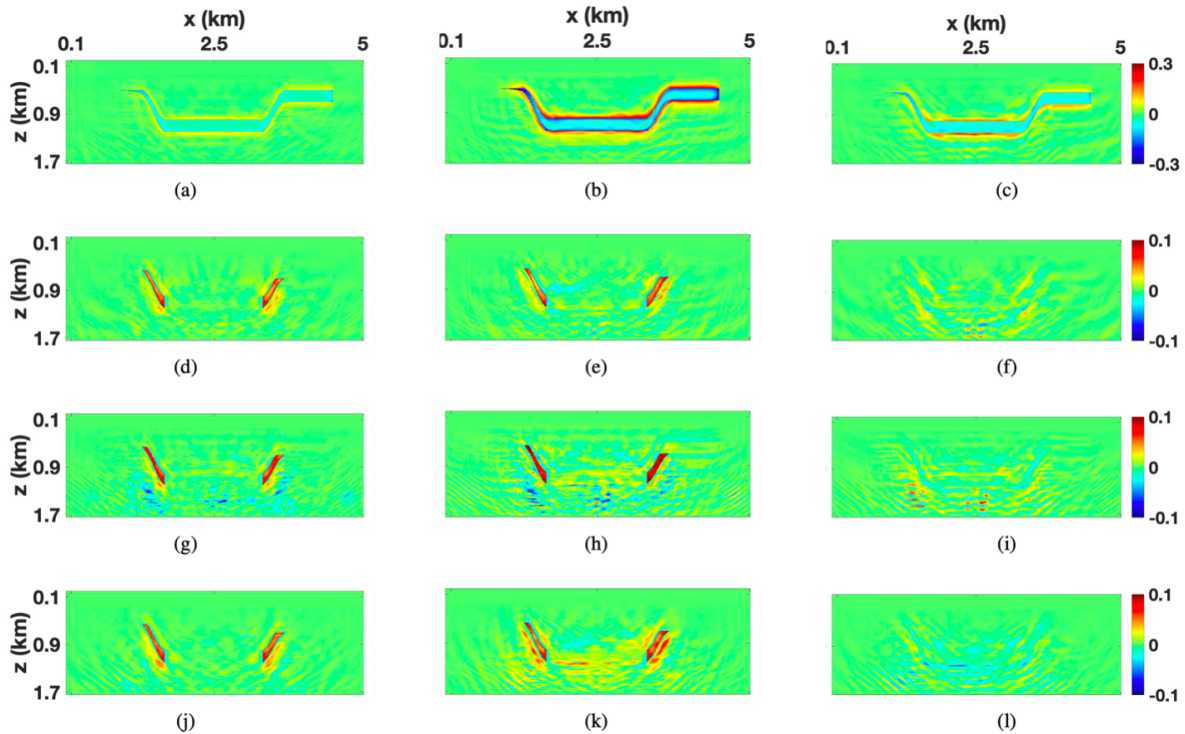 x (km) x (km) x (km)
0.1 2.5 5 0.1 2.5 5 0.1 2.5 5
0.1 0.3
z (km) 0.9 0
1.7 -0.3
(a) (b) (c)
0.1 0.1
z (km) 0.9 0
1.7 -0.1
(d) (e) (f)
0.1 0.1
z (km) 0.9 0
1.7 -0.1
(g) (h) (i)
0.1 0.1
z (km) 0.9 0
1.7 -0.1
(j) (k) (l)